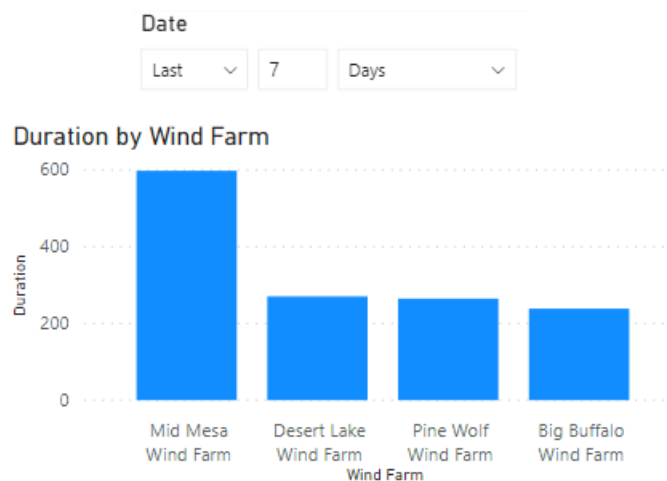 Date
Last 7 Days
Duration by Wind Farm
600
400
200
0
Duration
Mid Mesa Wind Farm
Desert Lake Wind Farm
Pine Wolf Wind Farm
Big Buffalo Wind Farm
Wind Farm